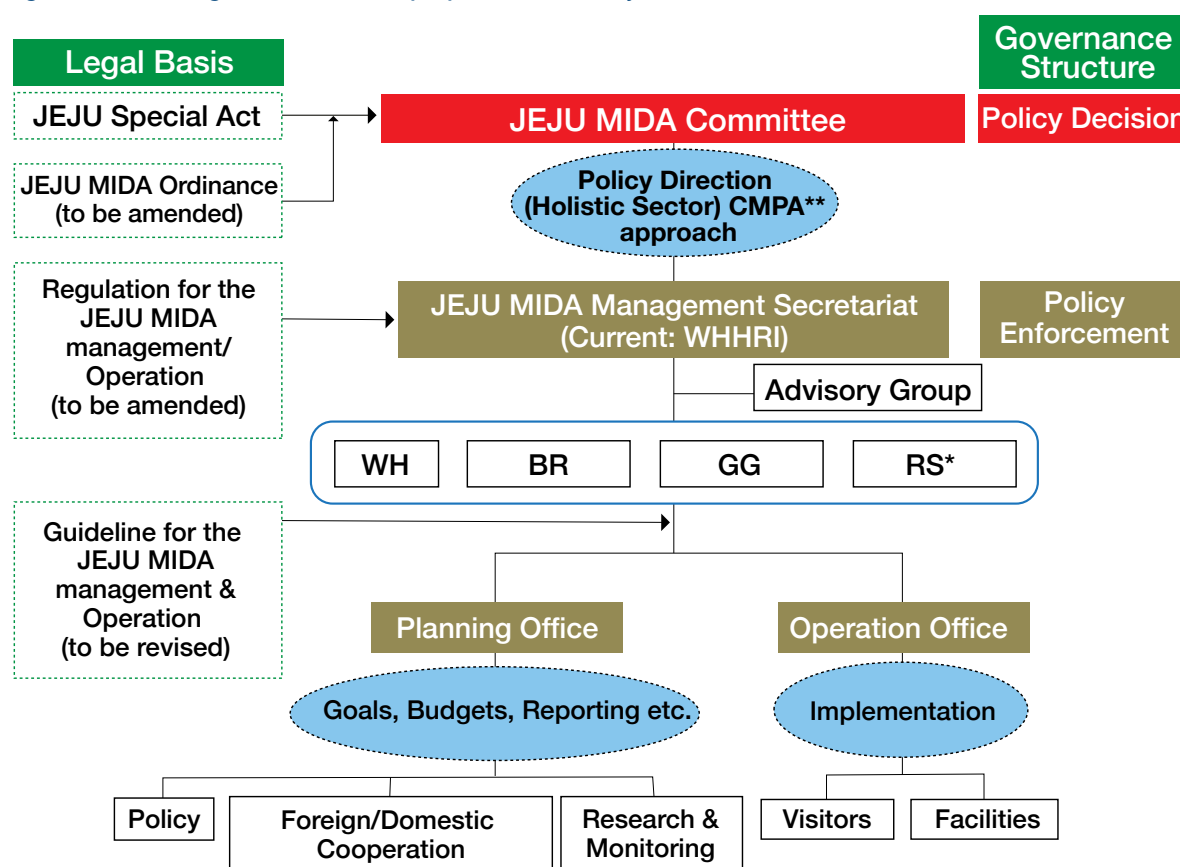 Legal Basis
Governance
Structure
JEJU Special Act
JEJU MIDA Committee
Policy Decision
JEJU MIDA Ordinance
(to be amended)
Policy Direction
(Holistic Sector) CMPA**
approach
Regulation for the
JEJU MIDA
management/
Operation
(to be amended)
JEJU MIDA Management Secretariat
(Current: WHHRI)
Policy
Enforcement
Advisory Group
WH
BR
GG
RS*
Guideline for the
JEJU MIDA
management &
Operation
(to be revised)
Planning Office
Operation Office
Goals, Budgets, Reporting etc.
Implementation
Policy
Foreign/Domestic
Cooperation
Research &
Monitoring
Visitors
Facilities